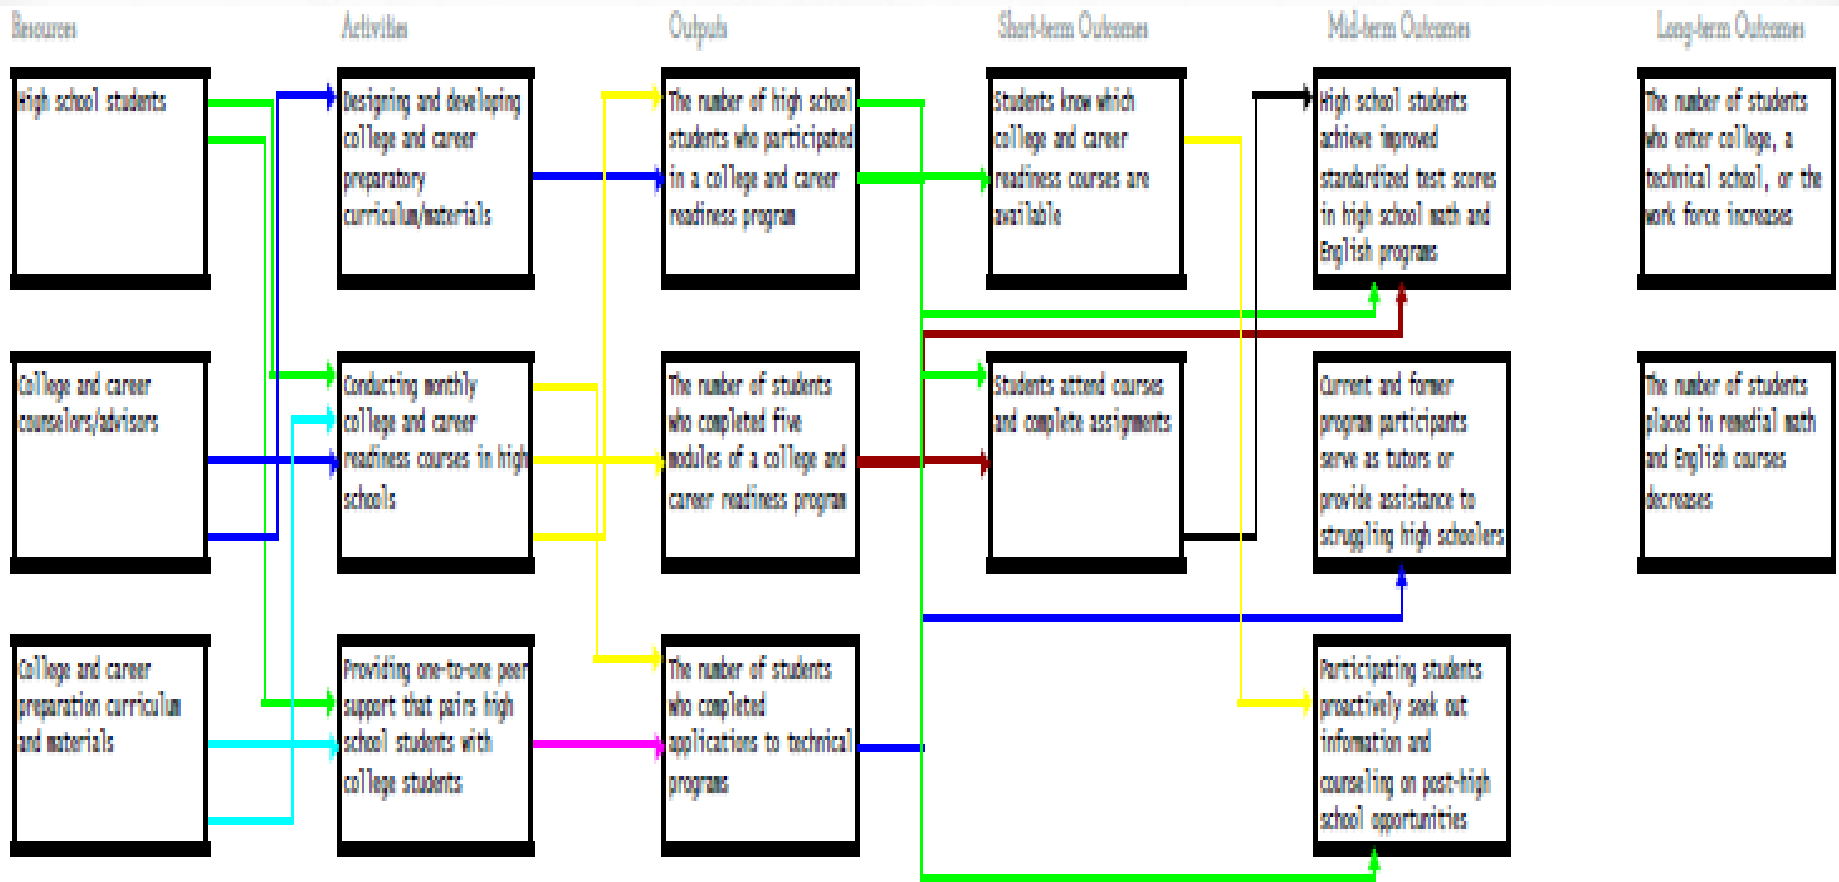 Resources
Activities
Outputs
Short-term Outcomes
Mid-term Outcomes
Long-term Outcomes
High school students
Designing and developing
college and career
preparatory
curriculum/materials
The number of high school
students who participated
in a college and career
readiness program
Students know which
college and career
readiness courses are
available
High school students
achieve improved
standardized test scores
in high school math and
English programs
The number of students
who enter college, a
technical school, or the
work force increases
College and career
counselors/advisors
Conducting monthly
college and career
readiness courses in high
schools
The number of students
who completed five
modules of a college and
career readiness program
Students attend courses
and complete assignments
Current and former
program participants
serve as tutors or
provide assistance to
struggling high schoolers
The number of students
placed in remedial math
and English courses
decreases
College and career
preparation curriculum
and materials
Providing one-to-one peer
support that pairs high
school students with
college students
The number of students
who completed
applications to technical
programs
Participating students
proactively seek out
information and
counseling on post-high
school opportunities